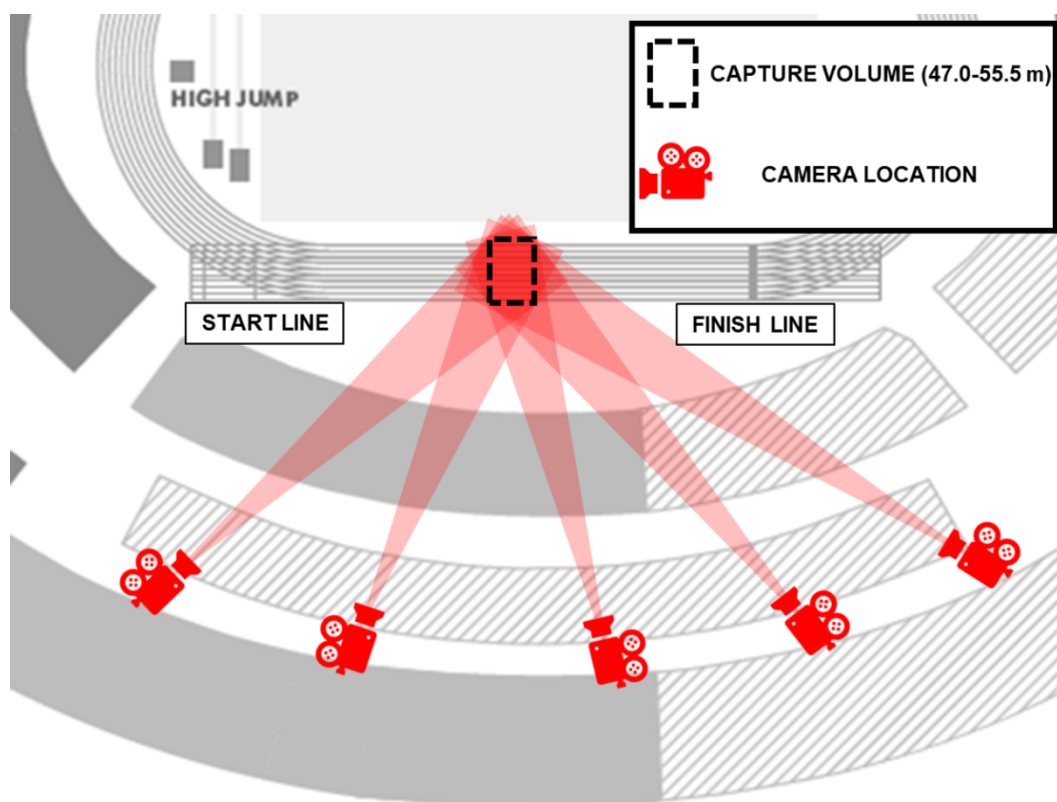 CAPTURE VOLUME (47.0-55.5 m)
HIGH JUMP
CAMERA LOCATION
START LINE
FINISH LINE